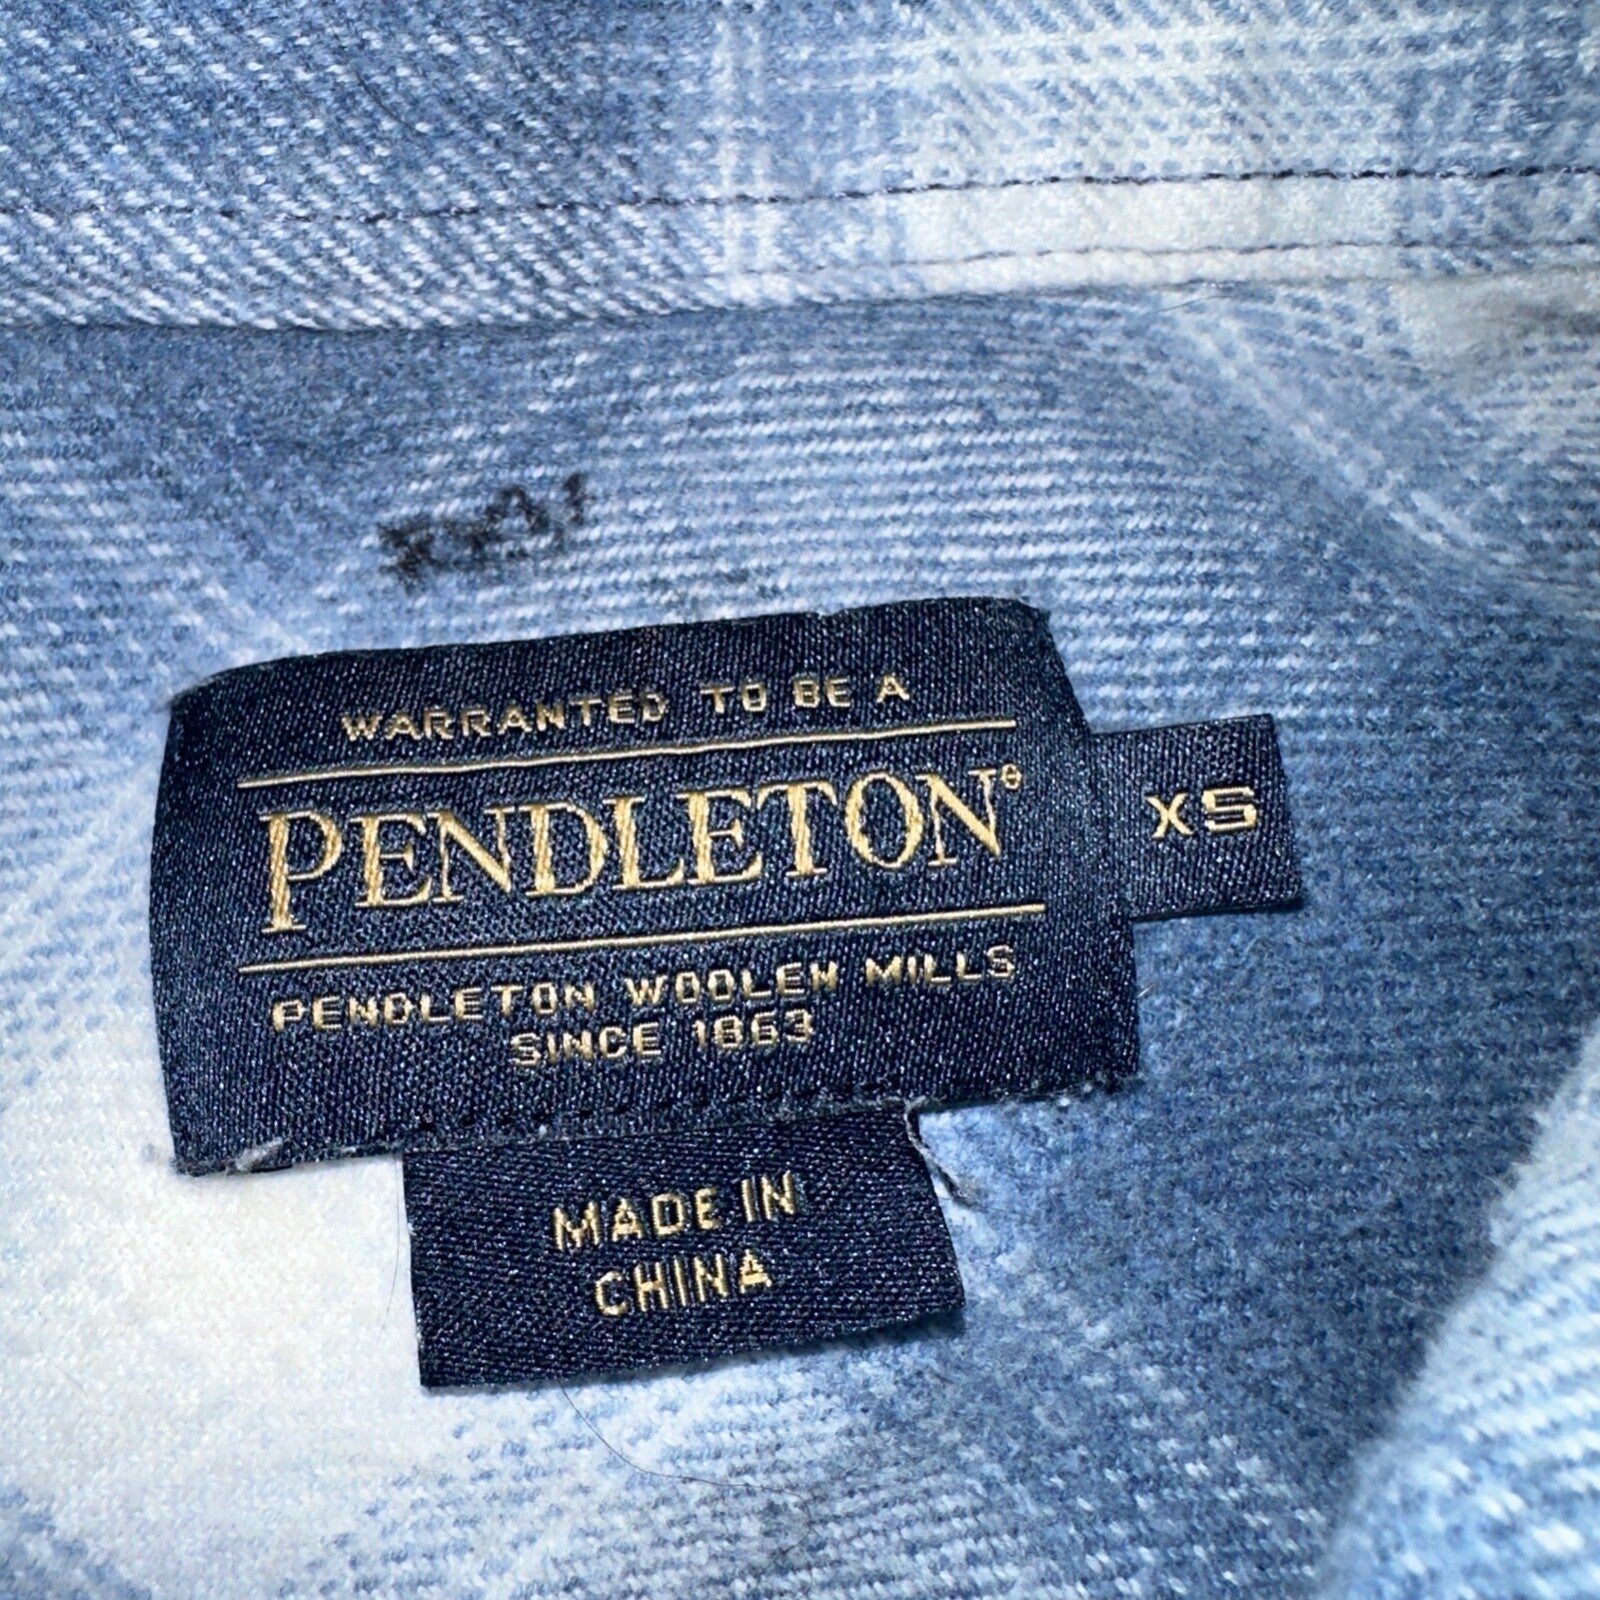 WARRANTED TO BE A
PENDLETON®
XS
PENDLETON WOOLEN MILLS
SINCE 1863
MADE IN
CHINA